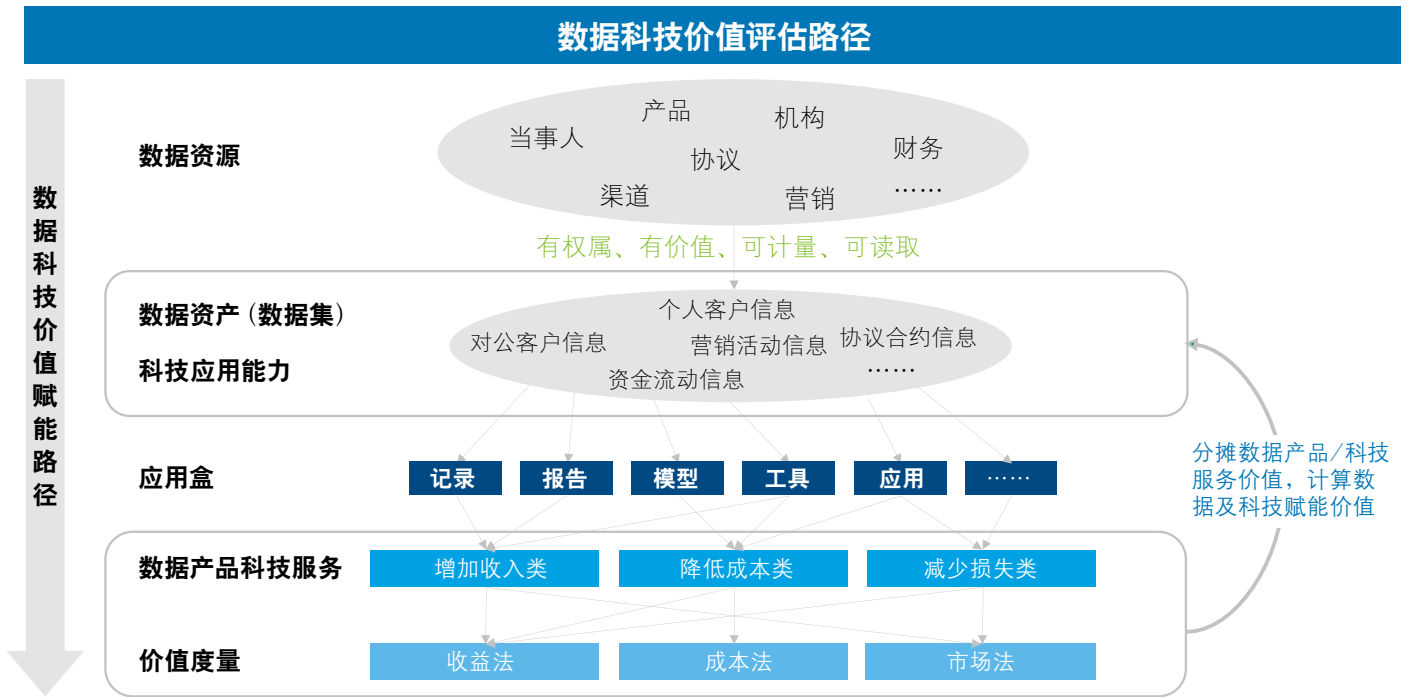 数据科技价值评估路径
数据科技价值赋能路径
数据资源
当事人
产品
机构
协议
财务
渠道
营销
……
有权属、有价值、可计量、可读取
数据资产(数据集)
科技应用能力
个人客户信息
对公客户信息
营销活动信息
协议合约信息
资金流动信息
……
应用盒
记录
报告
模型
工具
应用
……
分摊数据产品/科技
服务价值，计算数
据及科技赋能价值
数据产品科技服务
增加收入类
降低成本类
减少损失类
价值度量
收益法
成本法
市场法